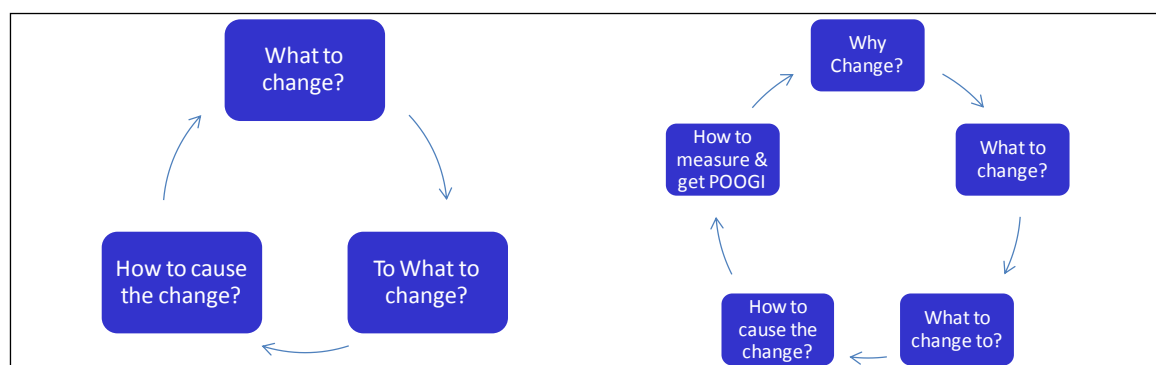 What to
change?
To What to
change?
How to cause
the change?
Why
Change?
What to
change?
What to
change to?
How to
cause the
change?
How to
measure &
get POOGI